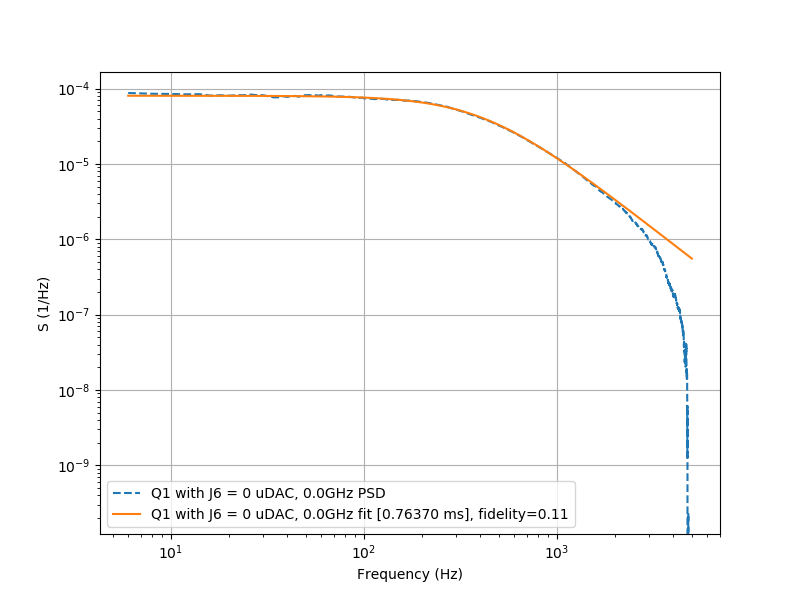 10⁻⁴
10⁻⁵
10⁻⁶
10⁻⁷
10⁻⁸
10⁻⁹
S (1/Hz)
Q1 with J6 = 0 uDAC, 0.0GHz PSD
Q1 with J6 = 0 uDAC, 0.0GHz fit [0.76370 ms], fidelity=0.11
10¹ 10² 10³
Frequency (Hz)